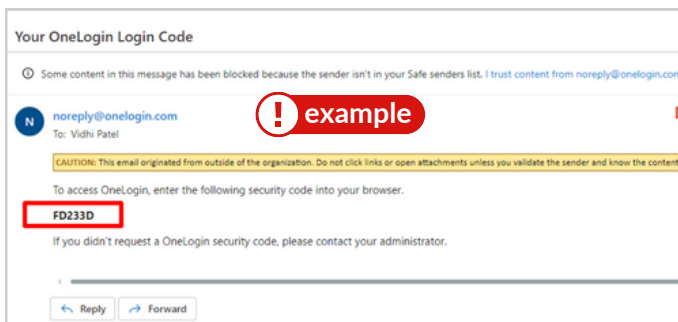 Your OneLogin Login Code
Some content in this message has been blocked because the sender isn't in your Safe senders list. I trust content from noreply@onelogin.com
N
noreply@onelogin.com
! example
To: Vidhi Patel
CAUTION: This email originated from outside of the organization. Do not click links or open attachments unless you validate the sender and know the content
To access OneLogin, enter the following security code into your browser.
FD233D
If you didn't request a OneLogin security code, please contact your administrator.
Reply Forward